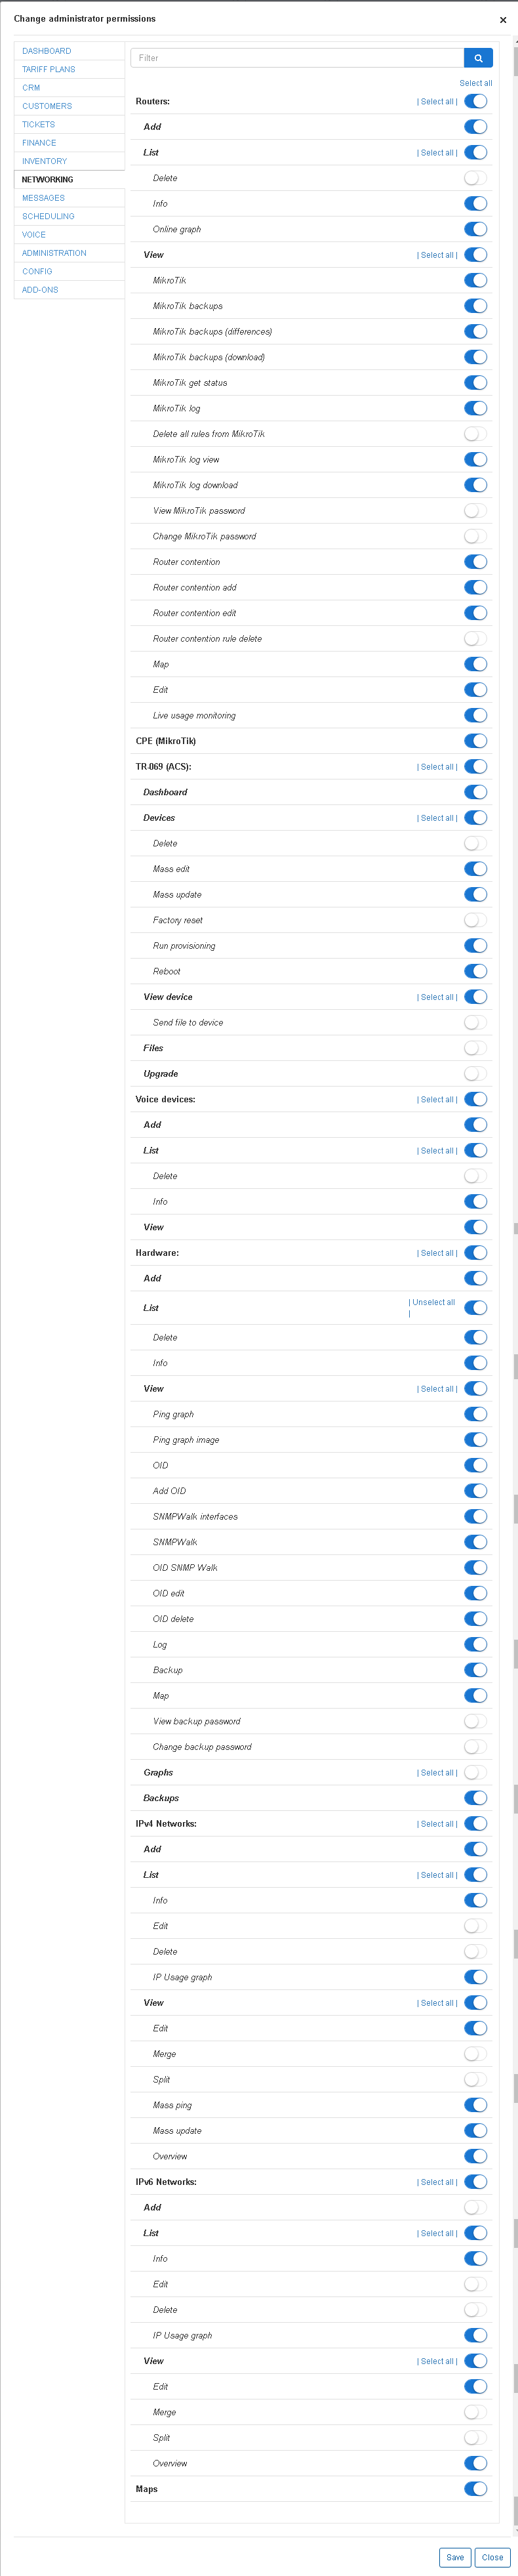 Change administrator permissions
×
DASHBOARD
TARIFF PLANS
CRM
CUSTOMERS
TICKETS
FINANCE
INVENTORY
NETWORKING
MESSAGES
SCHEDULING
VOICE
ADMINISTRATION
CONFIG
ADD-ONS
Filter
Select all
Routers: | Select all |
Add
List | Select all |
Delete
Info
Online graph
View | Select all |
MikroTik
MikroTik backups
MikroTik backups (differences)
MikroTik backups (download)
MikroTik get status
MikroTik log
Delete all rules from MikroTik
MikroTik log view
MikroTik log download
View MikroTik password
Change MikroTik password
Router contention
Router contention add
Router contention edit
Router contention rule delete
Map
Edit
Live usage monitoring
CPE (MikroTik)
TR-069 (ACS): | Select all |
Dashboard
Devices | Select all |
Delete
Mass edit
Mass update
Factory reset
Run provisioning
Reboot
View device | Select all |
Send file to device
Files
Upgrade
Voice devices: | Select all |
Add
List | Select all |
Delete
Info
View
Hardware: | Select all |
Add
List | Unselect all
|
Delete
Info
View | Select all |
Ping graph
Ping graph image
OID
Add OID
SNMPWalk interfaces
SNMPWalk
OID SNMP Walk
OID edit
OID delete
Log
Backup
Map
View backup password
Change backup password
Graphs | Select all |
Backups
IPv4 Networks: | Select all |
Add
List | Select all |
Info
Edit
Delete
IP Usage graph
View | Select all |
Edit
Merge
Split
Mass ping
Mass update
Overview
IPv6 Networks: | Select all |
Add
List | Select all |
Info
Edit
Delete
IP Usage graph
View | Select all |
Edit
Merge
Split
Overview
Maps
Save Close